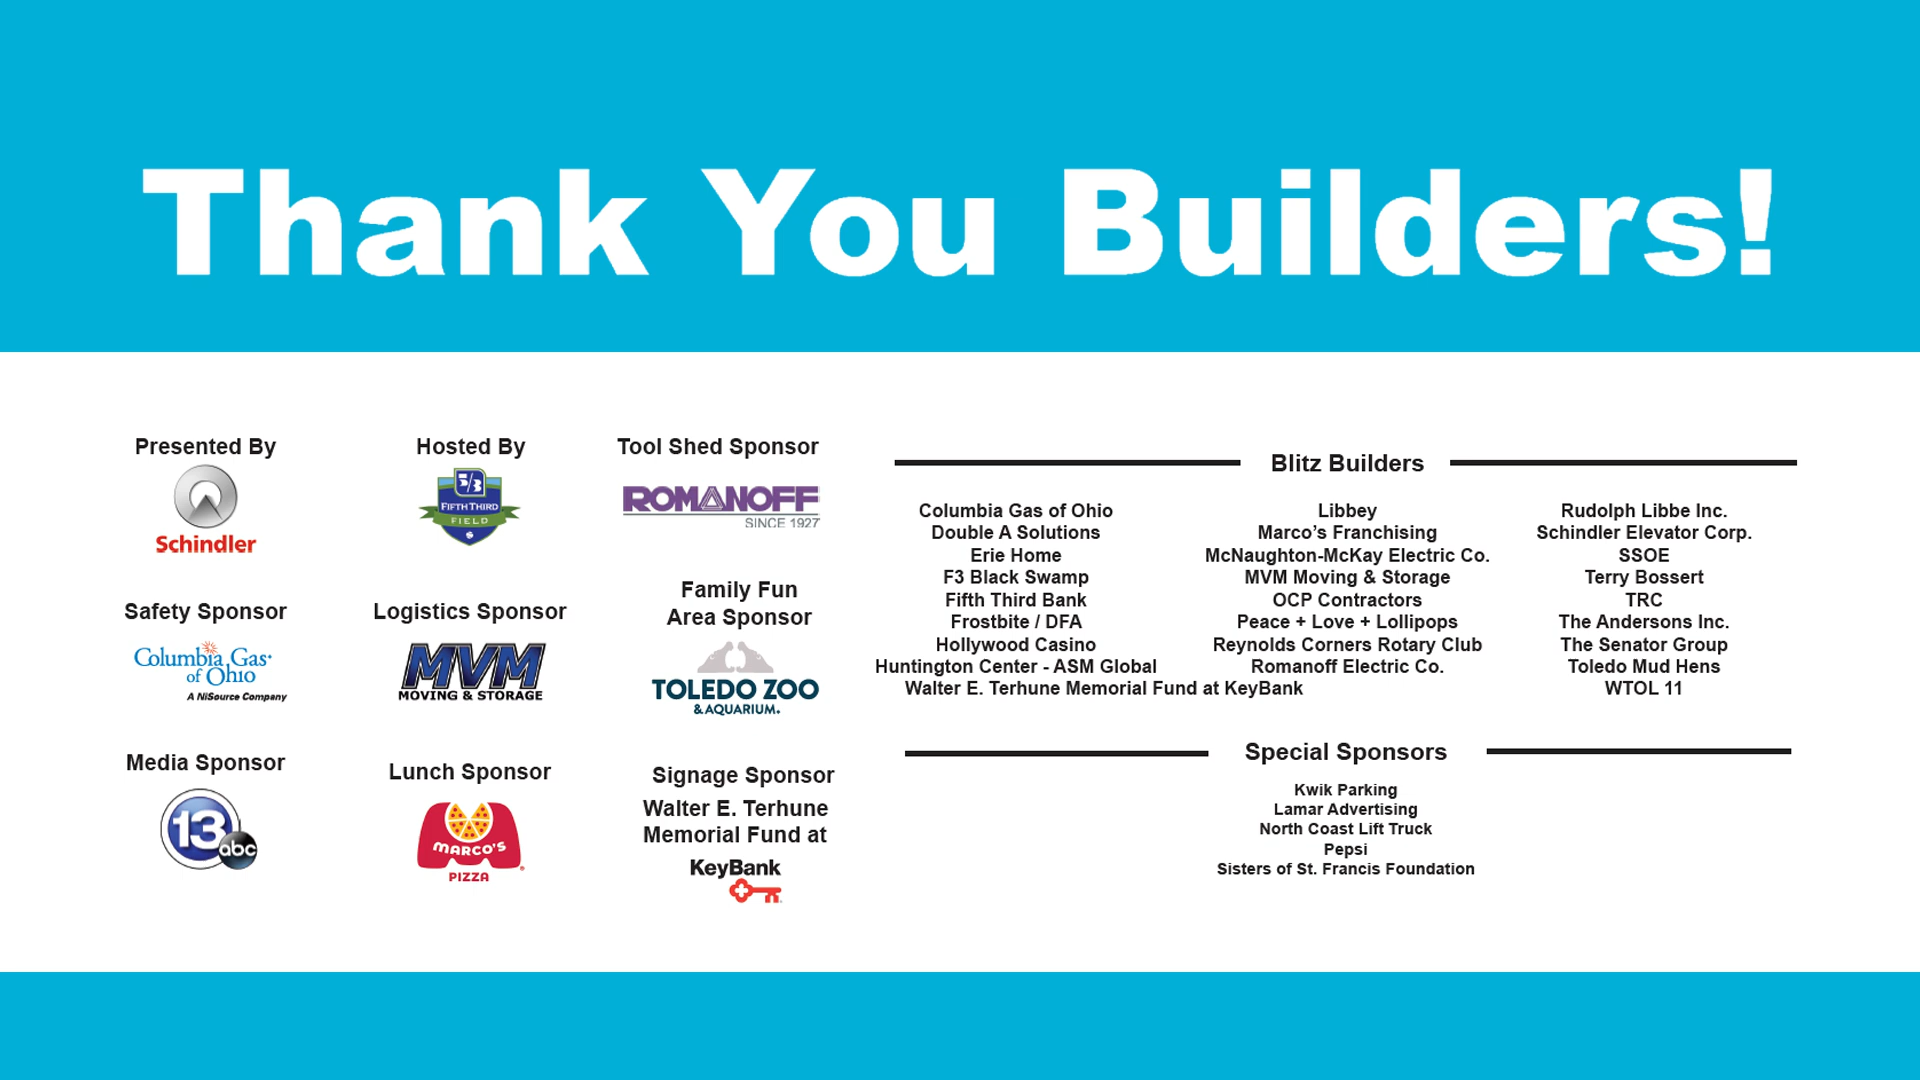 Thank You Builders!
Presented By
Schindler
Hosted By
5/3
FIFTH THIRD
FIELD
Tool Shed Sponsor
ROMANOFF
SINCE 1927
Safety Sponsor
Columbia Gas®
of Ohio
A NiSource Company
Logistics Sponsor
MVM
MOVING & STORAGE
Family Fun
Area Sponsor
TOLEDO ZOO
& AQUARIUM.
Media Sponsor
13
abc
Lunch Sponsor
MARCO'S
PIZZA
Signage Sponsor
Walter E. Terhune
Memorial Fund at
KeyBank
Blitz Builders
Columbia Gas of Ohio
Double A Solutions
Erie Home
F3 Black Swamp
Fifth Third Bank
Frostbite / DFA
Hollywood Casino
Huntington Center - ASM Global
Walter E. Terhune Memorial Fund at KeyBank
Libbey
Marco’s Franchising
McNaughton-McKay Electric Co.
MVM Moving & Storage
OCP Contractors
Peace + Love + Lollipops
Reynolds Corners Rotary Club
Romanoff Electric Co.
Rudolph Libbe Inc.
Schindler Elevator Corp.
SSOE
Terry Bossert
TRC
The Andersons Inc.
The Senator Group
Toledo Mud Hens
WTOL 11
Special Sponsors
Kwik Parking
Lamar Advertising
North Coast Lift Truck
Pepsi
Sisters of St. Francis Foundation